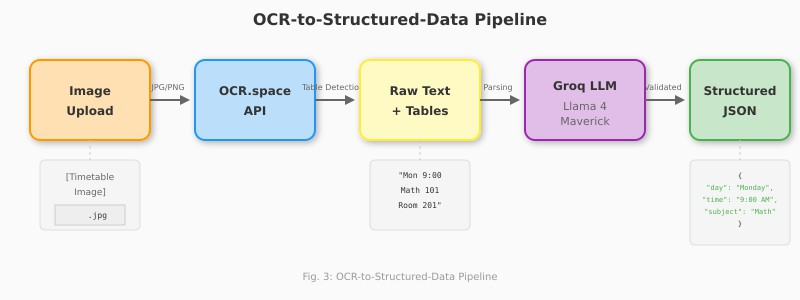 OCR-to-Structured-Data Pipeline
Image
Upload
JPG/PNG
OCR.space
API
Table Detectio
Raw Text
+ Tables
Parsing
Groq LLM
Llama 4
Maverick
Validated
Structured
JSON
[Timetable
Image]
.jpg
"Mon 9:00
Math 101
Room 201"
{
"day": "Monday",
"time": "9:00 AM",
"subject": "Math"
}
Fig. 3: OCR-to-Structured-Data Pipeline